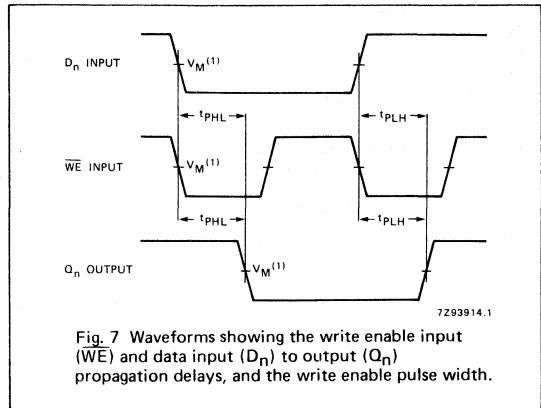 Dn INPUT
VM(1)
tPHL
tPLH
WE INPUT
VM(1)
tPHL
tPLH
Qn OUTPUT
VM(1)
7Z93914.1
Fig. 7 Waveforms showing the write enable input
(WE) and data input (Dn) to output (Qn)
propagation delays, and the write enable pulse width.